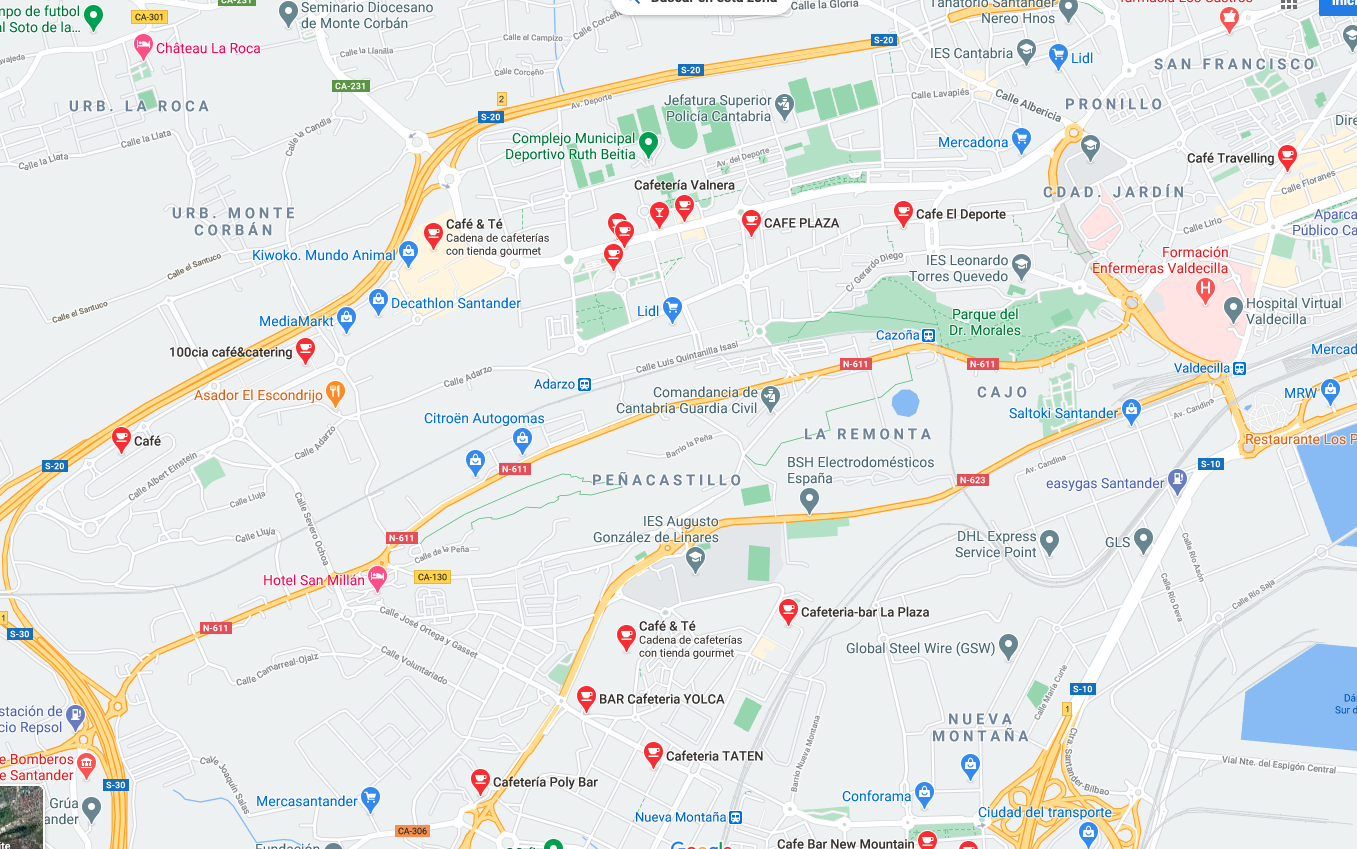 Buscar en esta zona
Calle la Gloria
CA-231
CA-301
mpo de futbol
l Soto de la...
Seminario Diocesano
de Monte Corbán
Tanatorio Santander
Nereo Hnos
farmacia Los Castros
Inici
Château La Roca
Calle la Llanilla
Calle el Campizo
S-20
IES Cantabria
Lidl
SAN FRANCISCO
Calle Corceño
S-20
CA-231
URB. LA ROCA
2
Av. Deporte
S-20
Jefatura Superior
Policía Cantabria
Calle Lavapiés
Calle Albericia
PRONILLO
Calle la Llata
Calle la Candia
Complejo Municipal
Deportivo Ruth Beitia
Mercadona
Dire
Calle la Llata
Av. del Deporte
Café Travelling
Calle Floranes
Cafetería Valnera
CDAD. JARDÍN
URB. MONTE
CORBÁN
Café & Té
Cadena de cafeterías
con tienda gourmet
CAFE PLAZA
Cafe El Deporte
Calle Lirio
Aparca
Público Ca
Kiwoko. Mundo Animal
Calle el Santuco
IES Leonardo
Torres Quevedo
C/ Gerardo Diego
Formación
Enfermeras Valdecilla
Calle el Santuco
Decathlon Santander
MediaMarkt
Lidl
Parque del
Dr. Morales
Hospital Virtual
Valdecilla
Cazoña
100cia café&catering
Calle Luis Quintanilla Isasi
N-611
N-611
Mercad
Valdecilla
Calle Adarzo
Adarzo
Asador El Escondrijo
Comandancia de
Cantabria Guardia Civil
CAJO
MRW
Saltoki Santander
Av. Candina
Citroën Autogomas
Café
Calle Adarzo
LA REMONTA
Barrio la Peña
Restaurante Los P
S-20
Calle Albert Einstein
N-611
BSH Electrodomésticos
España
Av. Candina
S-10
PEÑACASTILLO
N-623
easygas Santander
Calle Lluja
Calle Severo Ochoa
IES Augusto
González de Linares
Calle Lluja
N-611
DHL Express
Service Point
GLS
Calle de la Peña
CA-130
Hotel San Millán
Calle Río Asón
Calle Río Deva
Calle Río Saja
1
S-30
N-611
Calle José Ortega y Gasset
Cafeteria-bar La Plaza
Café & Té
Cadena de cafeterías
con tienda gourmet
Global Steel Wire (GSW)
Calle Camarreal-Ojaiz
Calle Voluntariado
S-10
BAR Cafeteria YOLCA
Calle María Curie
1
Dá
Sur d
stación de
cio Repsol
NUEVA
MONTAÑA
Barrio Nueva Montaña
Ctra. Santander-Bilbao
e Bomberos
e Santander
Cafeteria TATEN
Vial Nte. del Espigón Central
Calle Joaquín Salas
S-30
Cafetería Poly Bar
Mercasantander
Conforama
Grúa
ander
Nueva Montaña
Ciudad del transporte
CA-306
Cafe Bar New Mountain
Fundación
Google